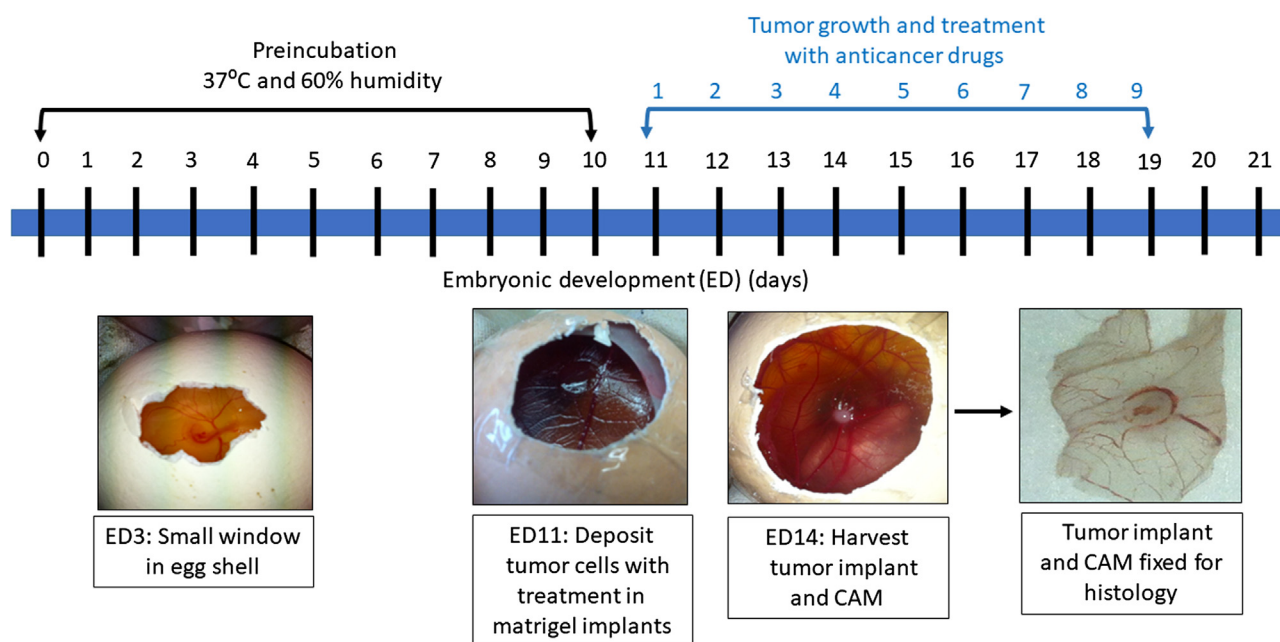 Tumor growth and treatment
with anticancer drugs
Preincubation
37⁰C and 60% humidity
1 2 3 4 5 6 7 8 9
0 1 2 3 4 5 6 7 8 9 10 11 12 13 14 15 16 17 18 19 20 21
Embryonic development (ED) (days)
ED3: Small window
in egg shell
ED11: Deposit
tumor cells with
treatment in
matrigel implants
ED14: Harvest
tumor implant
and CAM
Tumor implant
and CAM fixed for
histology